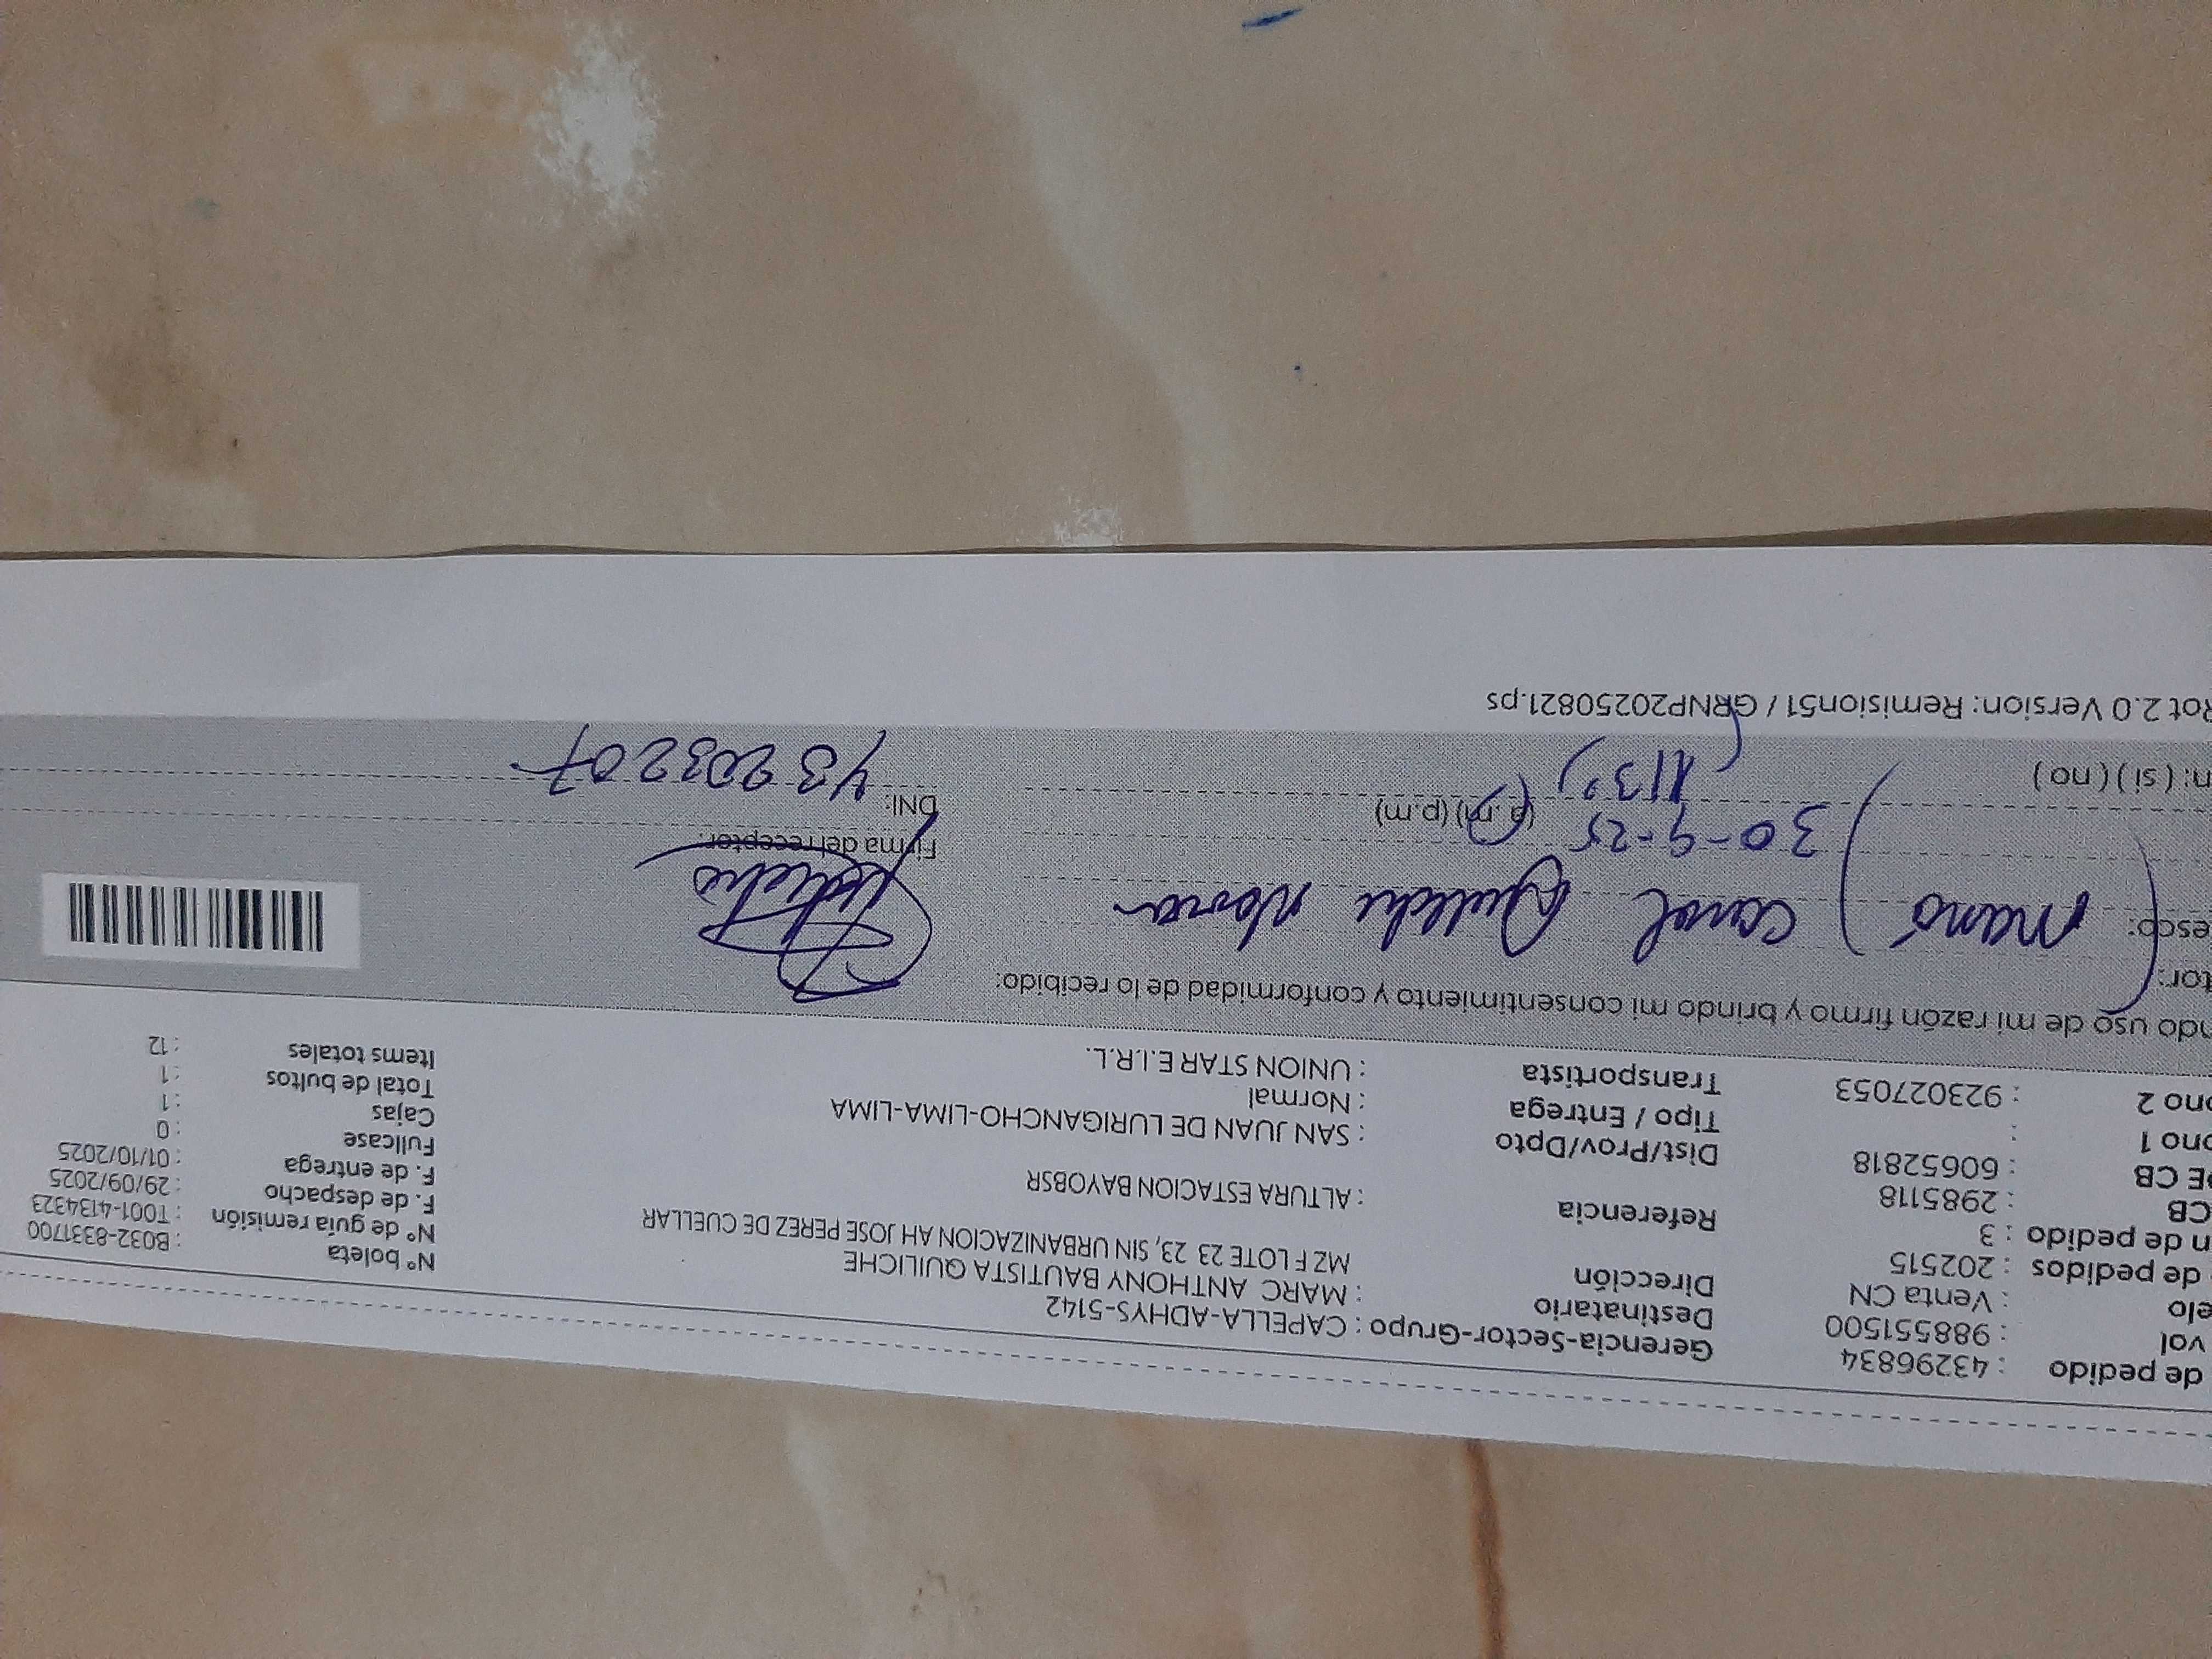 de pedido : 43296834 Gerencia-Sector-Grupo : CAPELLA-ADHYS-5142
vol : 988551500 Destinatario : MARC ANTHONY BAUTISTA QUILICHE
elo : Venta CN Dirección MZ F LOTE 23 23, SIN URBANIZACION AH JOSE PEREZ DE CUELLAR
de pedidos : 202515
n de pedido : 3 Referencia : ALTURA ESTACION BAYOBSR
CB : 2985118
DE CB : 60652818 Dist/Prov/Dpto : SAN JUAN DE LURIGANCHO-LIMA-LIMA
ono 1 : Tipo / Entrega : Normal
ono 2 : 923027053 Transportista : UNION STAR E.I.R.L.
N° boleta : B032-8331700
N° de guía remisión : T001-4134323
F. de despacho : 29/09/2025
F. de entrega : 01/10/2025
Fullcase : 0
Cajas : 1
Total de bultos : 1
Items totales : 12
ndo uso de mi razón firmo y brindo mi consentimiento y conformidad de lo recibido:
tor:
esco: mamá
Firma del receptor:
30-9-25 (a.m) (p.m)
DNI: 43203207
n: ( si ) ( no )
Rot 2.0 Version: Remision51 / GRNP20250821.ps